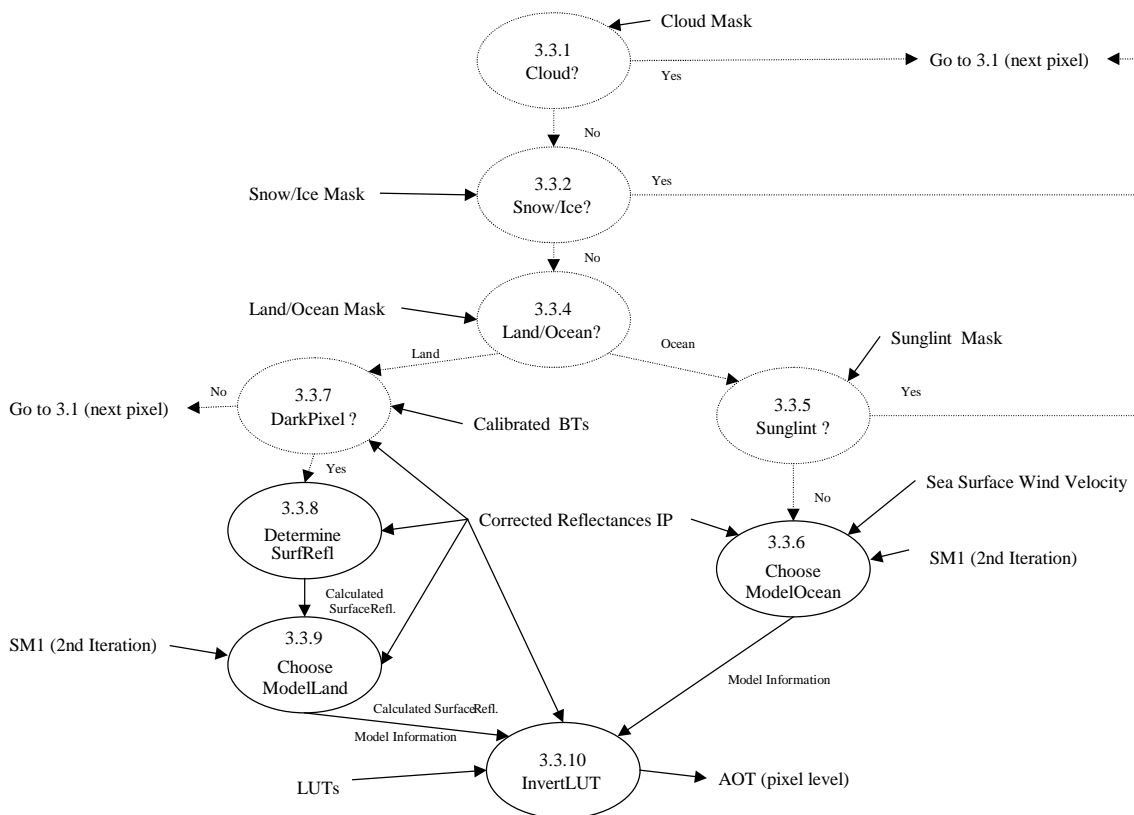 Cloud Mask
3.3.1
Cloud?
Yes
Go to 3.1 (next pixel)
No
Snow/Ice Mask
3.3.2
Snow/Ice?
Yes
No
Land/Ocean Mask
3.3.4
Land/Ocean?
Land
Ocean
Sunglint Mask
Go to 3.1 (next pixel)
No
3.3.7
DarkPixel ?
Calibrated BTs
3.3.5
Sunglint ?
Yes
Yes
No
Sea Surface Wind Velocity
3.3.8
Determine
SurfRefl
Corrected Reflectances IP
3.3.6
Choose
ModelOcean
SM1 (2nd Iteration)
Calculated
SurfaceRefl.
SM1 (2nd Iteration)
3.3.9
Choose
ModelLand
Model Information
Calculated SurfaceRefl.
Model Information
3.3.10
InvertLUT
LUTs
AOT (pixel level)